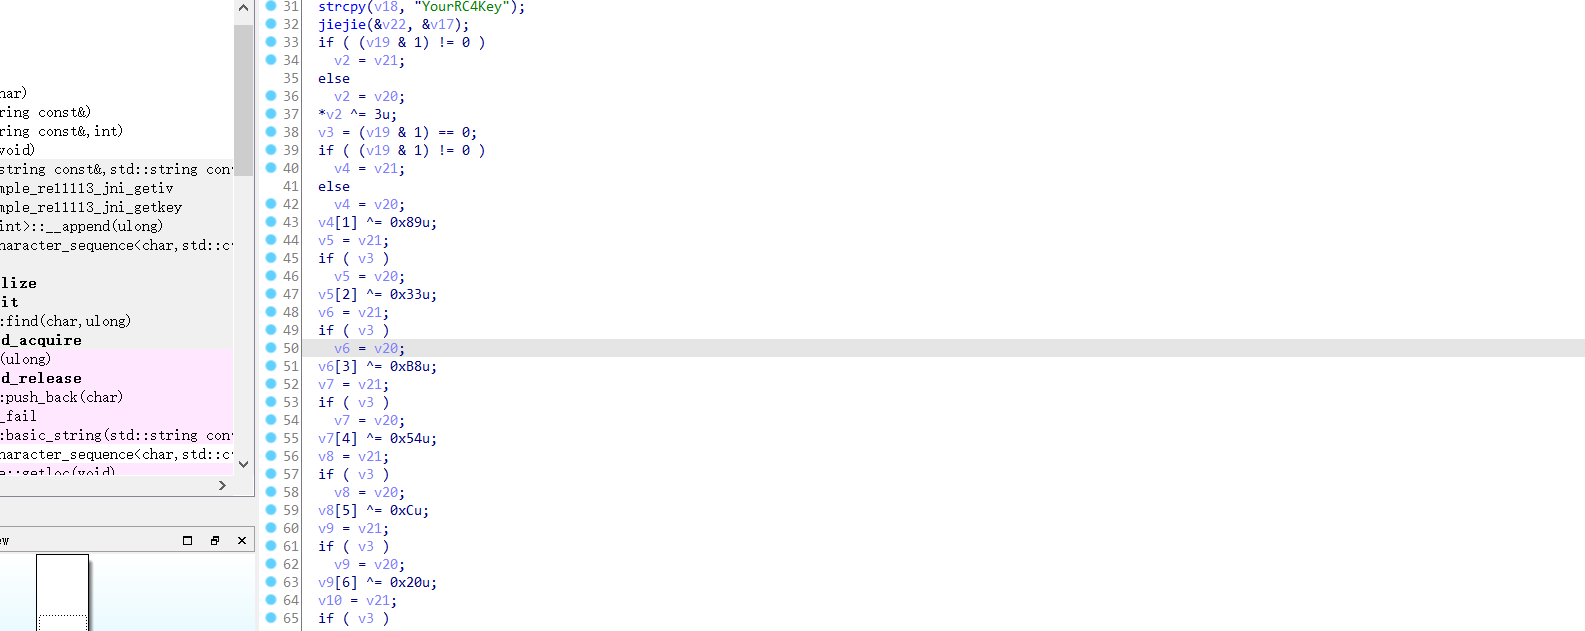 har)
ring const&)
ring const&,int)
void)
string const&,std::string con
mple_re11113_jni_getiv
mple_re11113_jni_getkey
int>::__append(ulong)
haracter_sequence<char,std::c
lize
it
:find(char,ulong)
d_acquire
(ulong)
d_release
:push_back(char)
_fail
:basic_string(std::string con
haracter_sequence<char,std::c
e::getloc(void)
ew
31 strcpy(v18, "YourRC4Key");
32 jiejie(&v22, &v17);
33 if ( (v19 & 1) != 0 )
34 v2 = v21;
35 else
36 v2 = v20;
37 *v2 ^= 3u;
38 v3 = (v19 & 1) == 0;
39 if ( (v19 & 1) != 0 )
40 v4 = v21;
41 else
42 v4 = v20;
43 v4[1] ^= 0x89u;
44 v5 = v21;
45 if ( v3 )
46 v5 = v20;
47 v5[2] ^= 0x33u;
48 v6 = v21;
49 if ( v3 )
50 v6 = v20;
51 v6[3] ^= 0xB8u;
52 v7 = v21;
53 if ( v3 )
54 v7 = v20;
55 v7[4] ^= 0x54u;
56 v8 = v21;
57 if ( v3 )
58 v8 = v20;
59 v8[5] ^= 0xCu;
60 v9 = v21;
61 if ( v3 )
62 v9 = v20;
63 v9[6] ^= 0x20u;
64 v10 = v21;
65 if ( v3 )